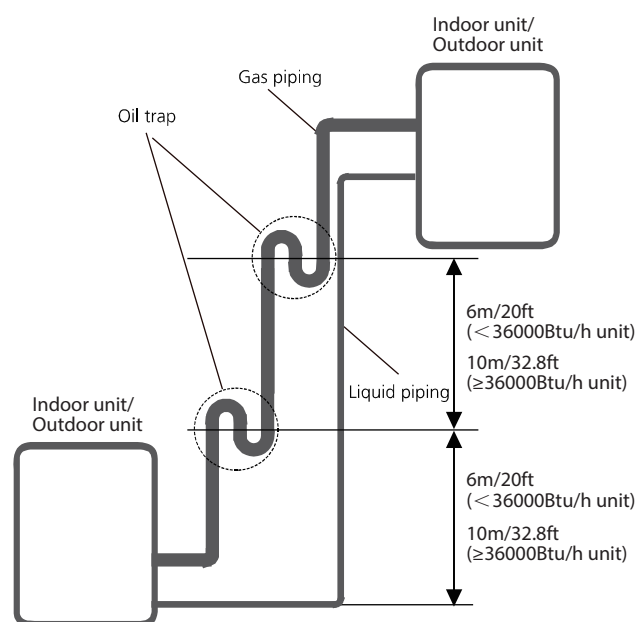 Indoor unit/
Outdoor unit
Gas piping
Oil trap
6m/20ft
(<36000Btu/h unit)
10m/32.8ft
(≥36000Btu/h unit)
Liquid piping
Indoor unit/
Outdoor unit
6m/20ft
(<36000Btu/h unit)
10m/32.8ft
(≥36000Btu/h unit)